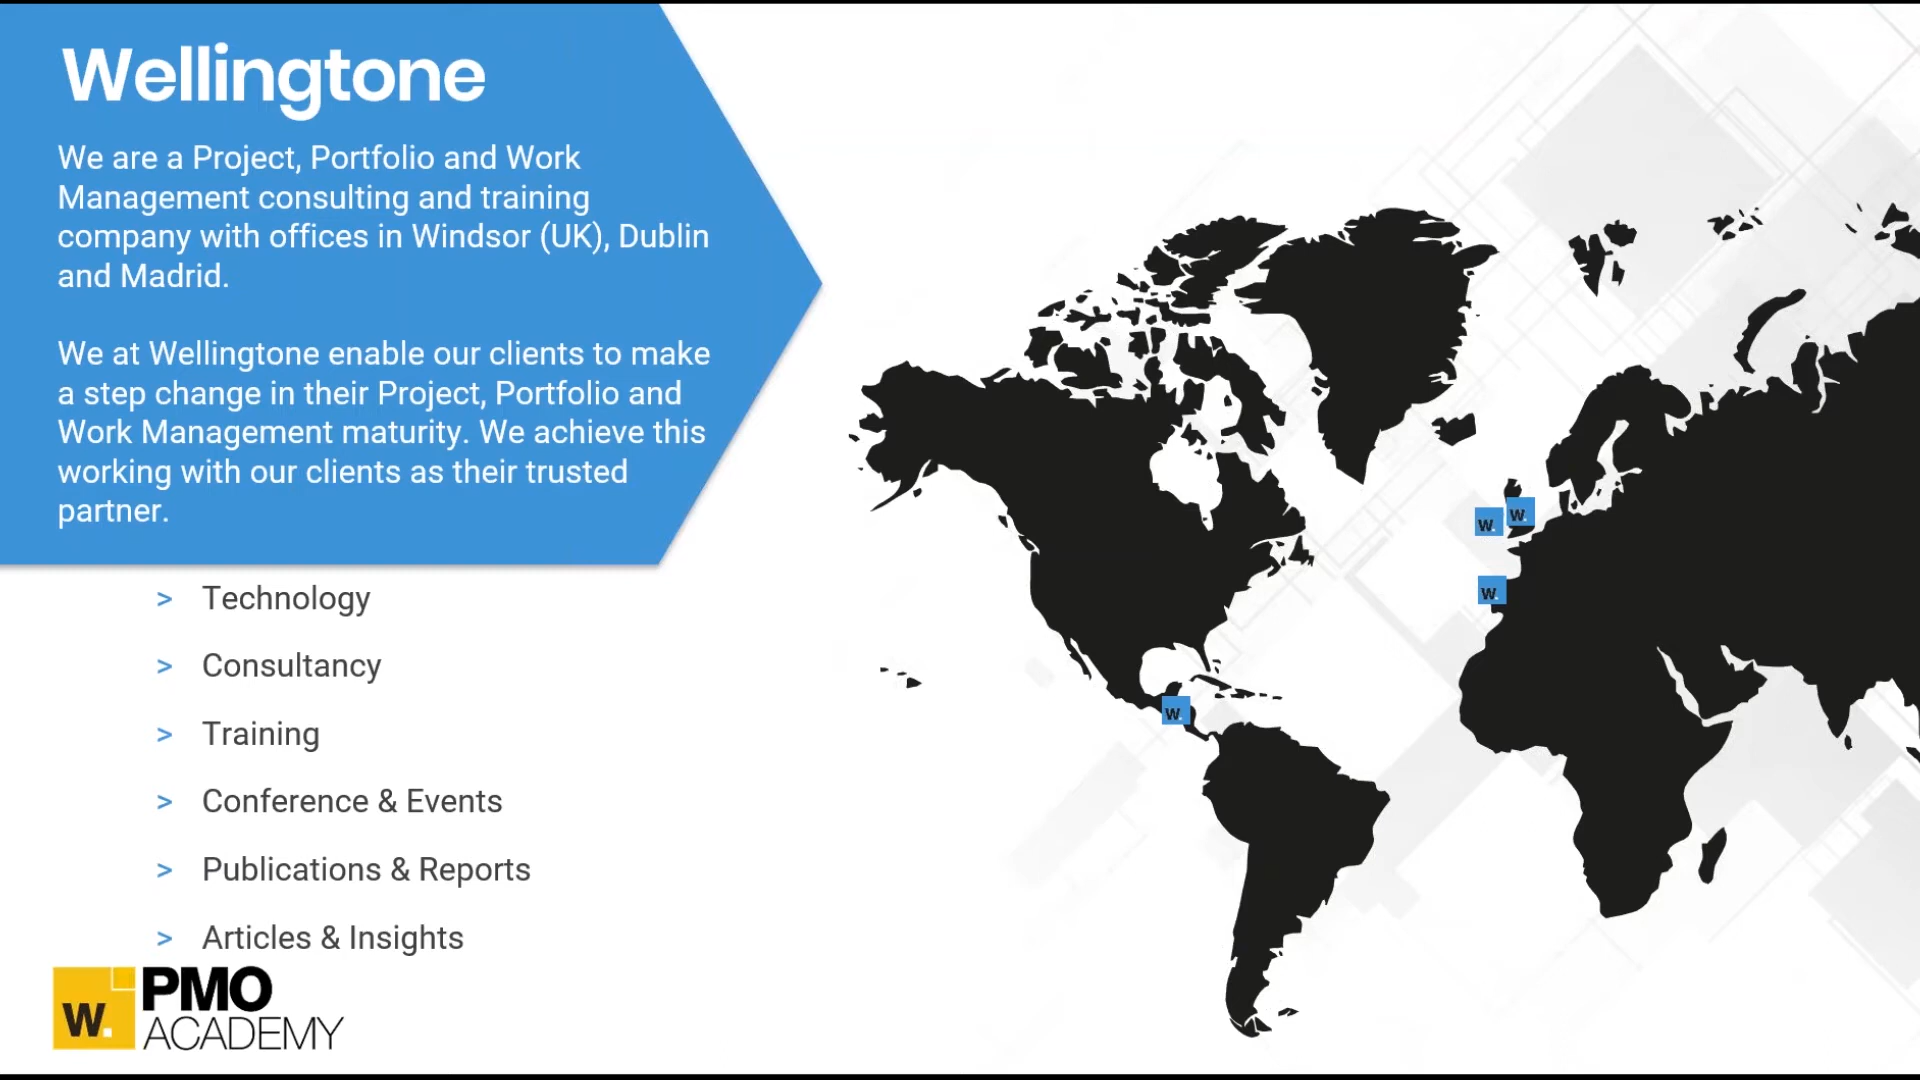 Wellingtone
We are a Project, Portfolio and Work
Management consulting and training
company with offices in Windsor (UK), Dublin
and Madrid.
We at Wellingtone enable our clients to make
a step change in their Project, Portfolio and
Work Management maturity. We achieve this
working with our clients as their trusted
partner.
> Technology
> Consultancy
> Training
> Conference & Events
> Publications & Reports
> Articles & Insights
w.
w.
w.
w.
w.
PMO
ACADEMY